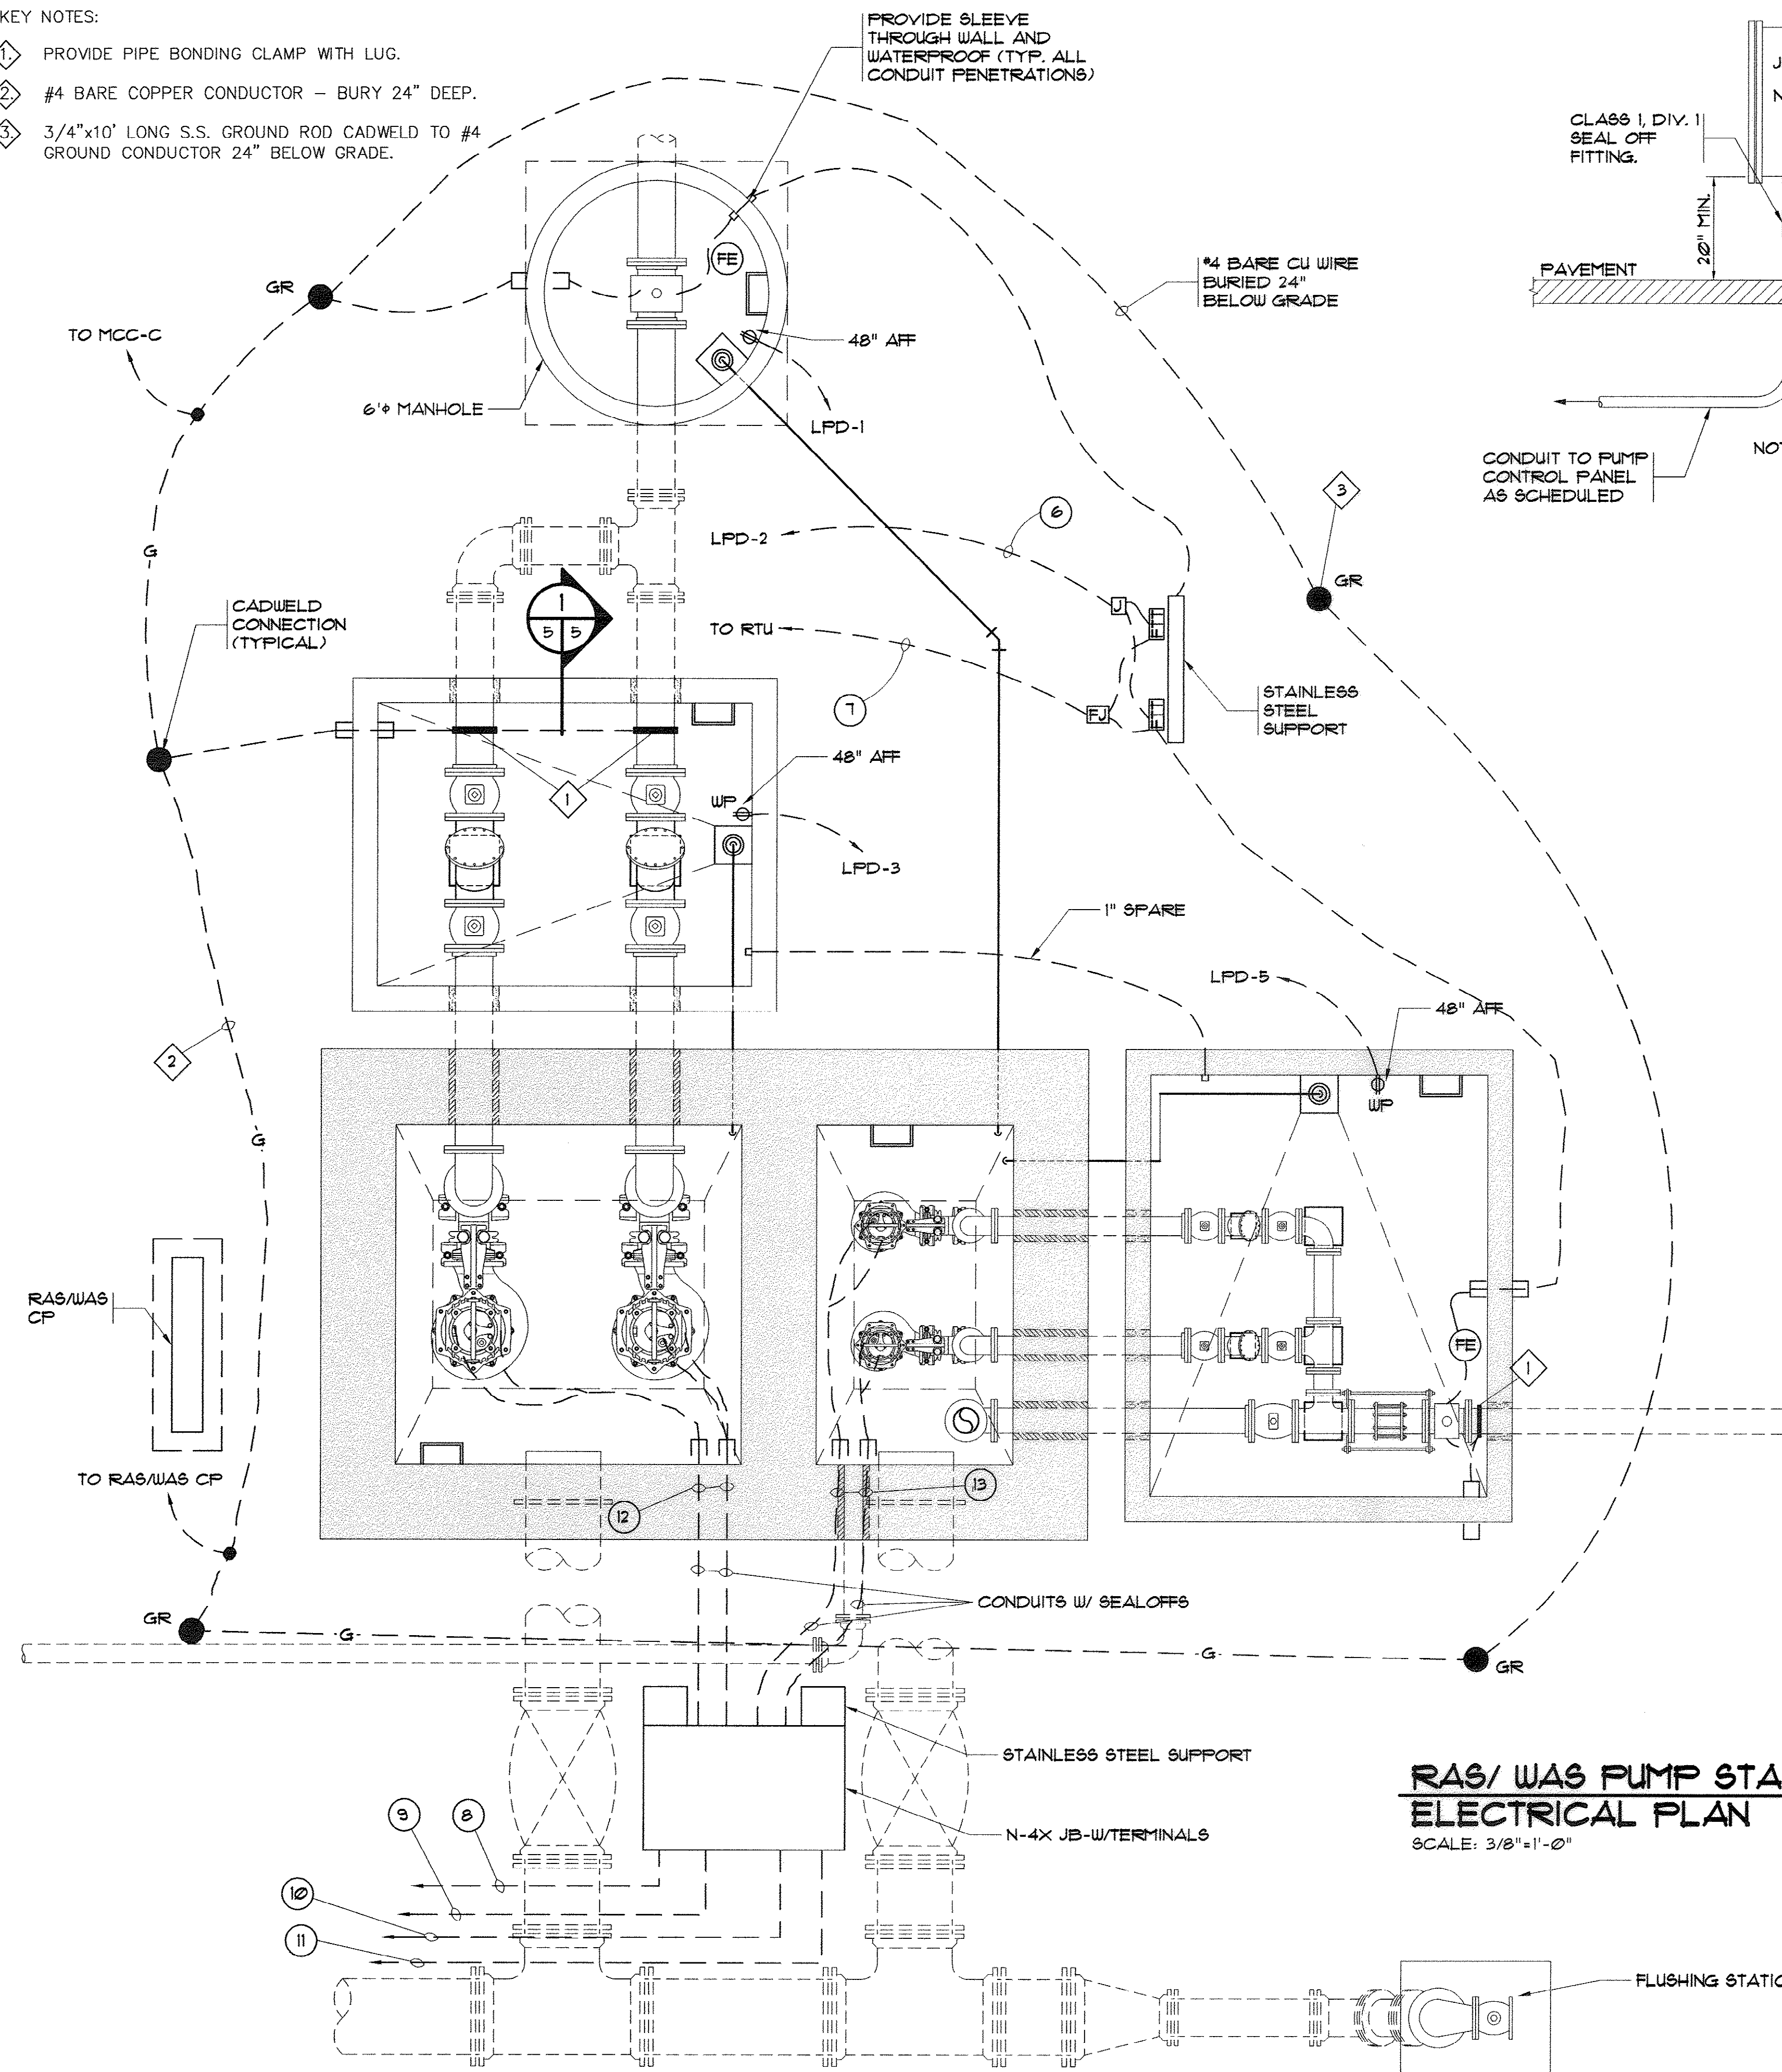 KEY NOTES:
1. PROVIDE PIPE BONDING CLAMP WITH LUG.
2. #4 BARE COPPER CONDUCTOR – BURY 24" DEEP.
3. 3/4"x10' LONG S.S. GROUND ROD CADWELD TO #4
GROUND CONDUCTOR 24" BELOW GRADE.
PROVIDE SLEEVE
THROUGH WALL AND
WATERPROOF (TYP. ALL
CONDUIT PENETRATIONS)
J
N
CLASS 1, DIV. 1
SEAL OFF
FITTING.
20" MIN.
PAVEMENT
CONDUIT TO PUMP
CONTROL PANEL
AS SCHEDULED
NOT
#4 BARE CU WIRE
BURIED 24"
BELOW GRADE
FE
GR
TO MCC-C
48" AFF
6'ϕ MANHOLE
LPD-1
G
LPD-2
6
3
GR
J
FIT
CADWELD
CONNECTION
(TYPICAL)
1
5 5
TO RTU
7
FJ
FIT
STAINLESS
STEEL
SUPPORT
48" AFF
1
WP
LPD-3
1" SPARE
LPD-5
48" AFF
WP
2
G
RAS/WAS
CP
FE
1
TO RAS/WAS CP
12
13
CONDUITS W/ SEALOFFS
GR
G
G
GR
STAINLESS STEEL SUPPORT
N-4X JB-W/TERMINALS
9
8
10
11
RAS/ WAS PUMP STA
ELECTRICAL PLAN
SCALE: 3/8"=1'-0"
FLUSHING STATIO